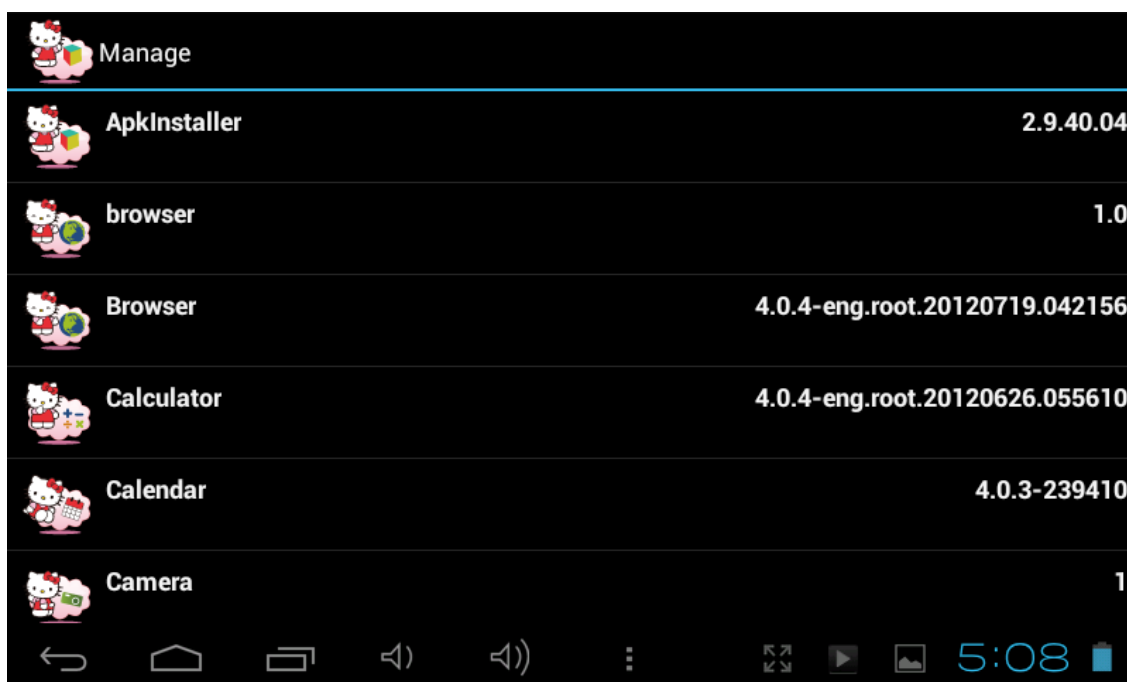 Manage
ApkInstaller 2.9.40.04
browser 1.0
Browser 4.0.4-eng.root.20120719.042156
Calculator 4.0.4-eng.root.20120626.055610
Calendar 4.0.3-239410
Camera 1
5:08